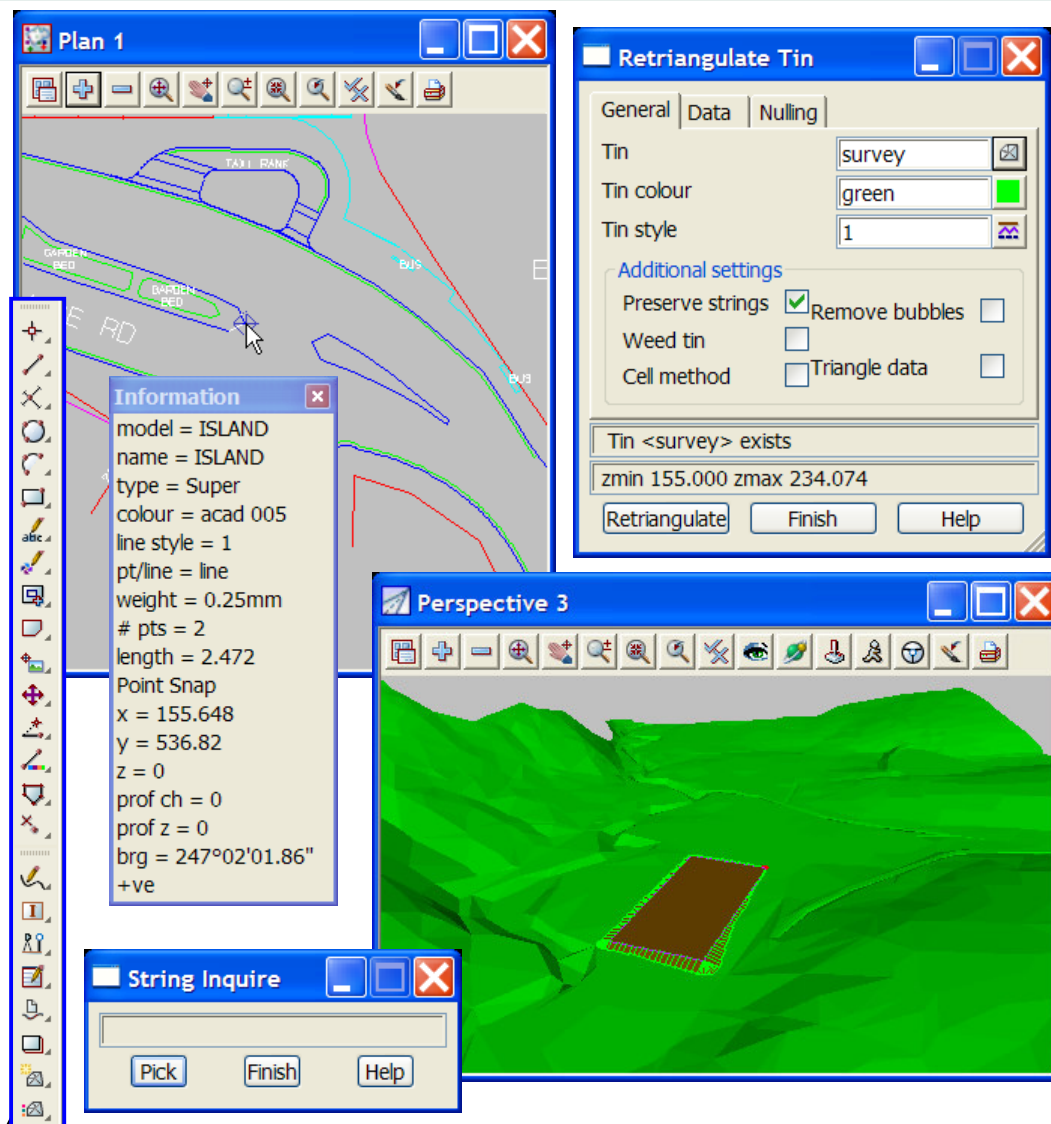 Plan 1
TAXI RANK
GARDEN
BED
GARDEN
BED
BUS
E
E RD
BUS
Information
model = ISLAND
name = ISLAND
type = Super
colour = acad 005
line style = 1
pt/line = line
weight = 0.25mm
# pts = 2
length = 2.472
Point Snap
x = 155.648
y = 536.82
z = 0
prof ch = 0
prof z = 0
brg = 247°02'01.86"
+ve
abc
Retriangulate Tin
General Data Nulling
Tin survey
Tin colour green
Tin style 1
Additional settings
Preserve strings Remove bubbles
Weed tin
Cell method Triangle data
Tin <survey> exists
zmin 155.000 zmax 234.074
Retriangulate Finish Help
Perspective 3
String Inquire
Pick Finish Help